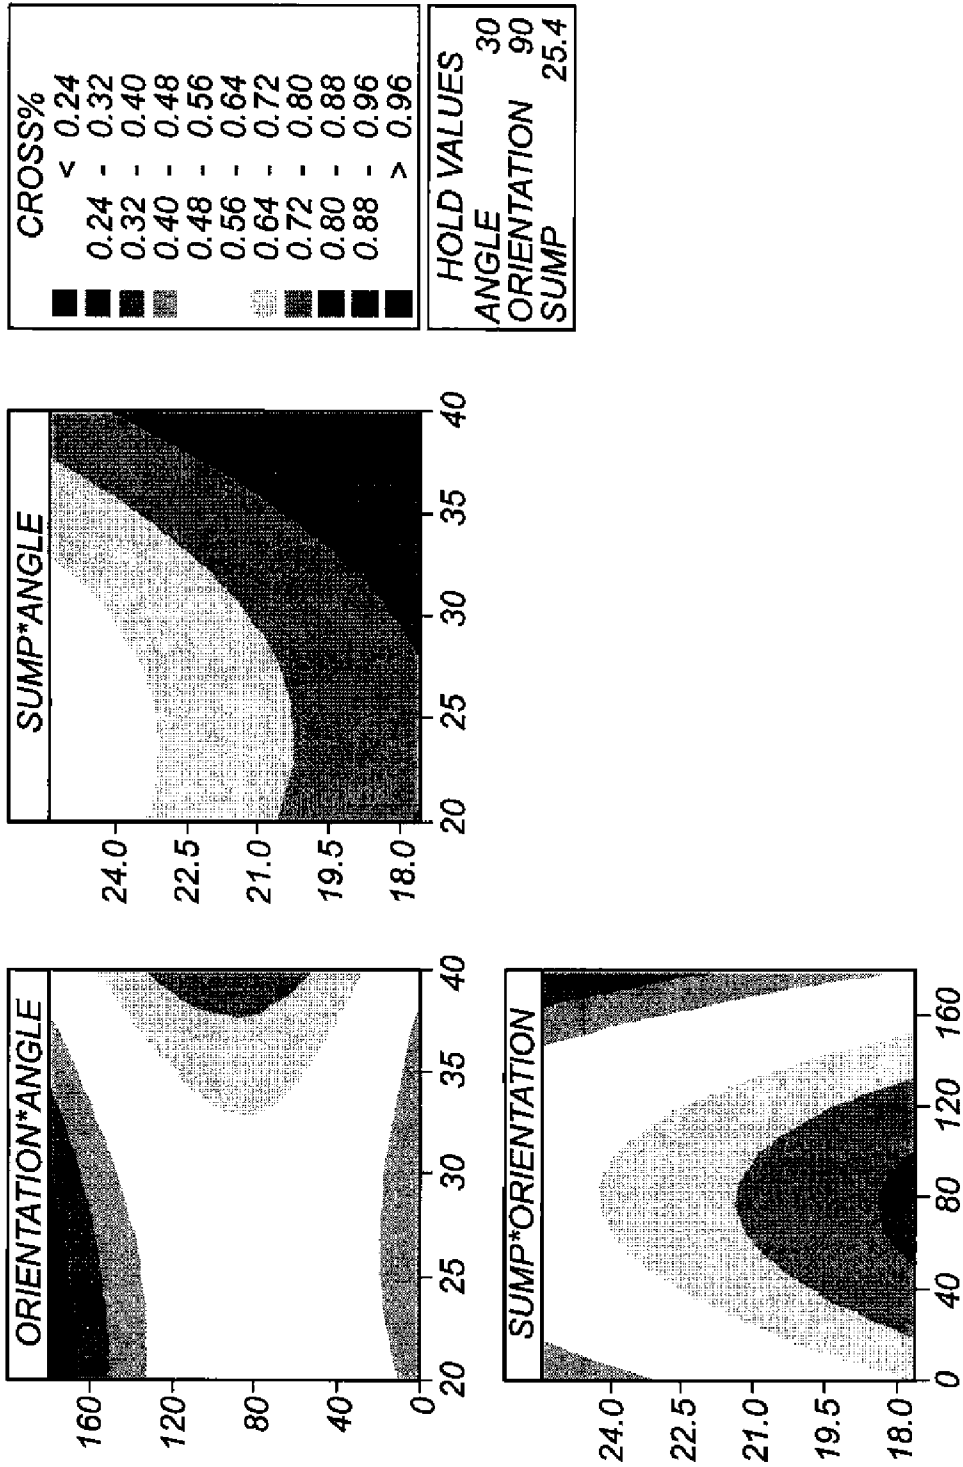 ORIENTATION*ANGLE
160
120
80
40
0
20
25
30
35
40
SUMP*ANGLE
24.0
22.5
21.0
19.5
18.0
20
25
30
35
40
CROSS%
< 0.24
0.24 - 0.32
0.32 - 0.40
0.40 - 0.48
0.48 - 0.56
0.56 - 0.64
0.64 - 0.72
0.72 - 0.80
0.80 - 0.88
0.88 - 0.96
> 0.96
HOLD VALUES
ANGLE 30
ORIENTATION 90
SUMP 25.4
SUMP*ORIENTATION
24.0
22.5
21.0
19.5
18.0
0
40
80
120
160